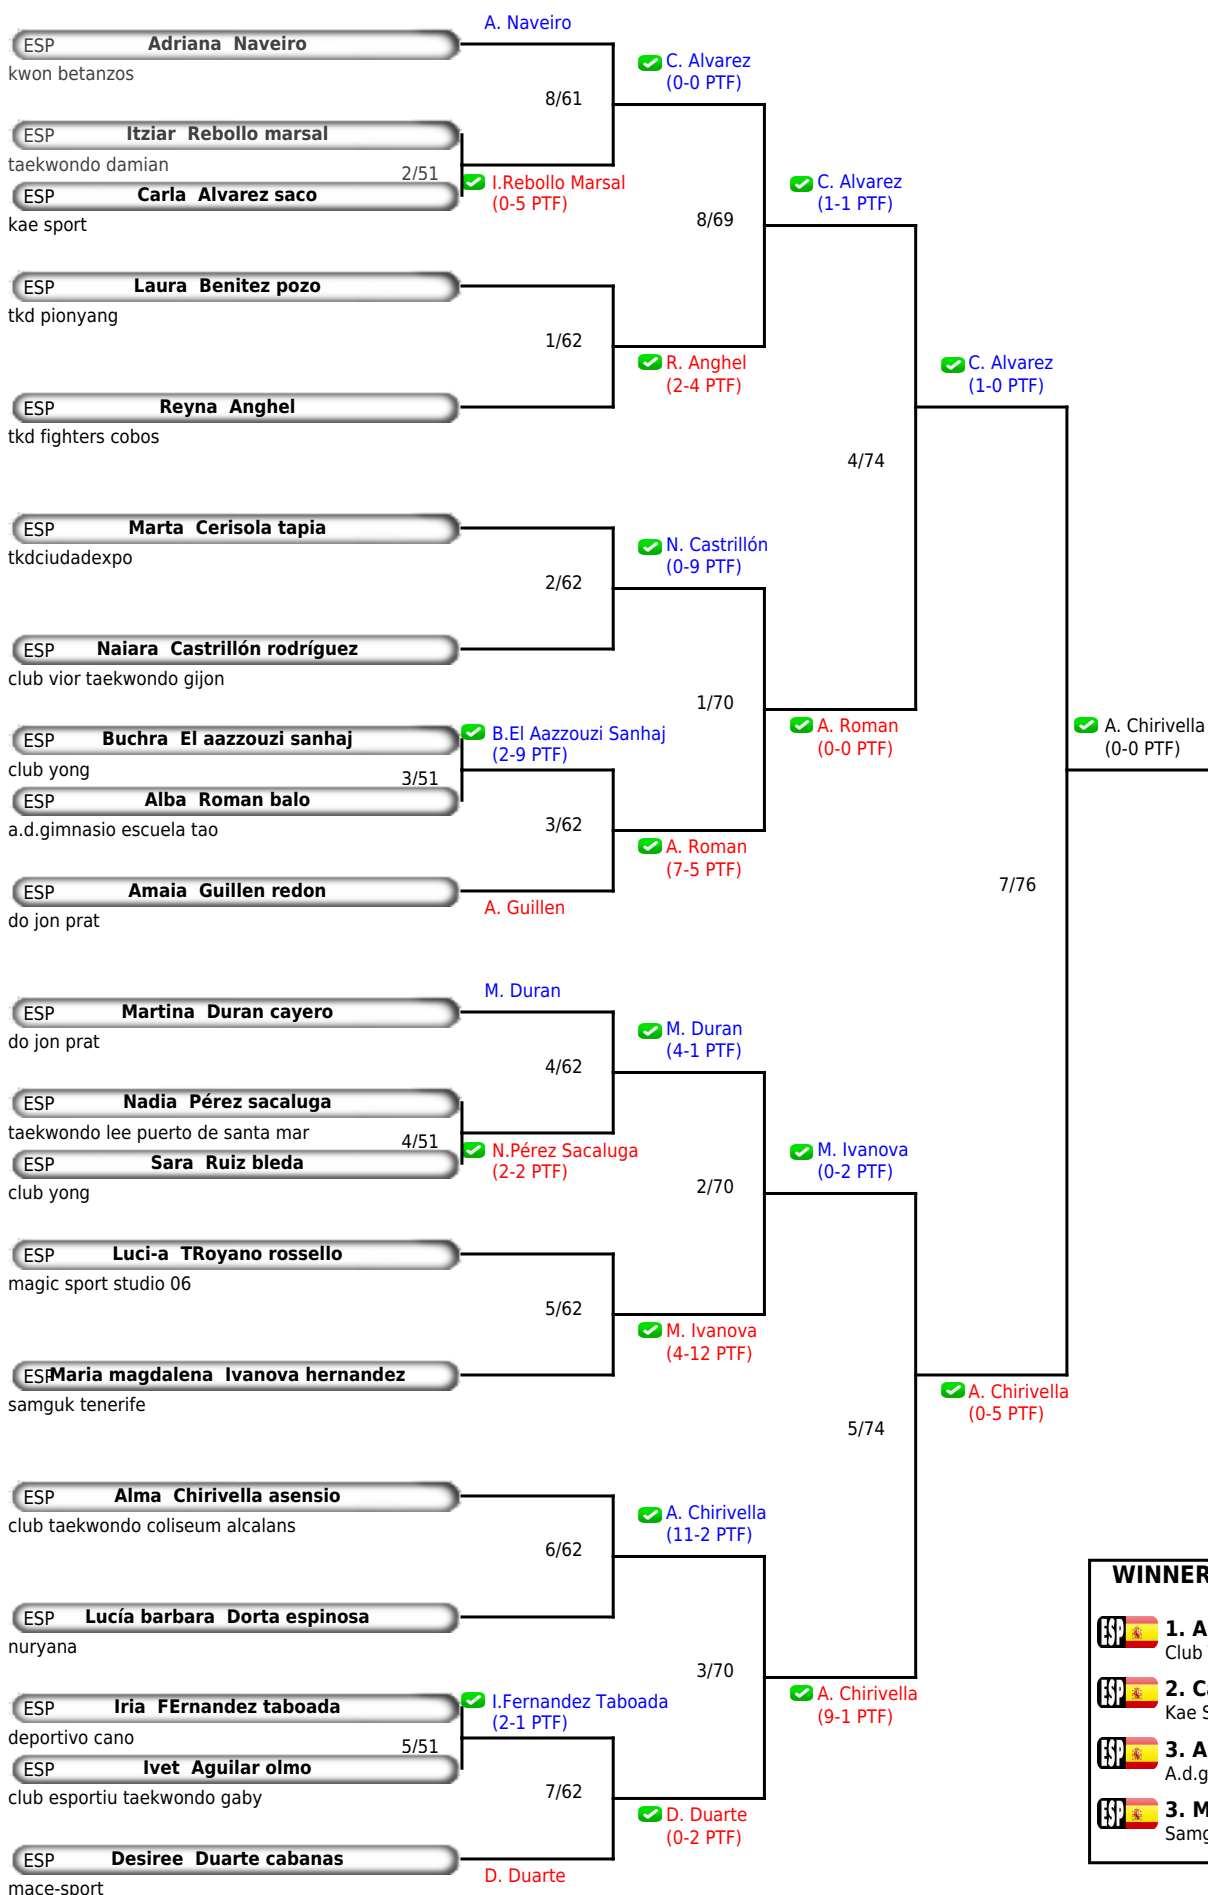 A. Naveiro
ESP Adriana Naveiro
kwon betanzos
C. Alvarez
(0-0 PTF)
8/61
ESP Itziar Rebollo marsal
taekwondo damian
2/51
I.Rebollo Marsal
(0-5 PTF)
ESP Carla Alvarez saco
kae sport
C. Alvarez
(1-1 PTF)
8/69
ESP Laura Benitez pozo
tkd pionyang
1/62
R. Anghel
(2-4 PTF)
C. Alvarez
(1-0 PTF)
ESP Reyna Anghel
tkd fighters cobos
4/74
ESP Marta Cerisola tapia
tkdciudadexpo
N. Castrillón
(0-9 PTF)
2/62
ESP Naiara Castrillón rodríguez
club vior taekwondo gijon
1/70
ESP Buchra El aazzouzi sanhaj
club yong
B.El Aazzouzi Sanhaj
(2-9 PTF)
A. Roman
(0-0 PTF)
A. Chirivella
(0-0 PTF)
3/51
ESP Alba Roman balo
a.d.gimnasio escuela tao
3/62
A. Roman
(7-5 PTF)
7/76
ESP Amaia Guillen redon
do jon prat
A. Guillen
M. Duran
ESP Martina Duran cayero
do jon prat
M. Duran
(4-1 PTF)
4/62
ESP Nadia Pérez sacaluga
taekwondo lee puerto de santa mar
4/51
N.Pérez Sacaluga
(2-2 PTF)
ESP Sara Ruiz bleda
club yong
M. Ivanova
(0-2 PTF)
2/70
ESP Luci-a TRoyano rossello
magic sport studio 06
5/62
M. Ivanova
(4-12 PTF)
ESP Maria magdalena Ivanova hernandez
samguk tenerife
A. Chirivella
(0-5 PTF)
5/74
ESP Alma Chirivella asensio
club taekwondo coliseum alcalans
A. Chirivella
(11-2 PTF)
6/62
ESP Lucía barbara Dorta espinosa
nuryana
3/70
ESP Iria FErnandez taboada
deportivo cano
I.Fernandez Taboada
(2-1 PTF)
A. Chirivella
(9-1 PTF)
5/51
ESP Ivet Aguilar olmo
club esportiu taekwondo gaby
7/62
D. Duarte
(0-2 PTF)
ESP Desiree Duarte cabanas
mace-sport
D. Duarte
WINNER
ESP 1. A
Club
ESP 2. Ca
Kae S
ESP 3. A
A.d.g
ESP 3. M
Samg